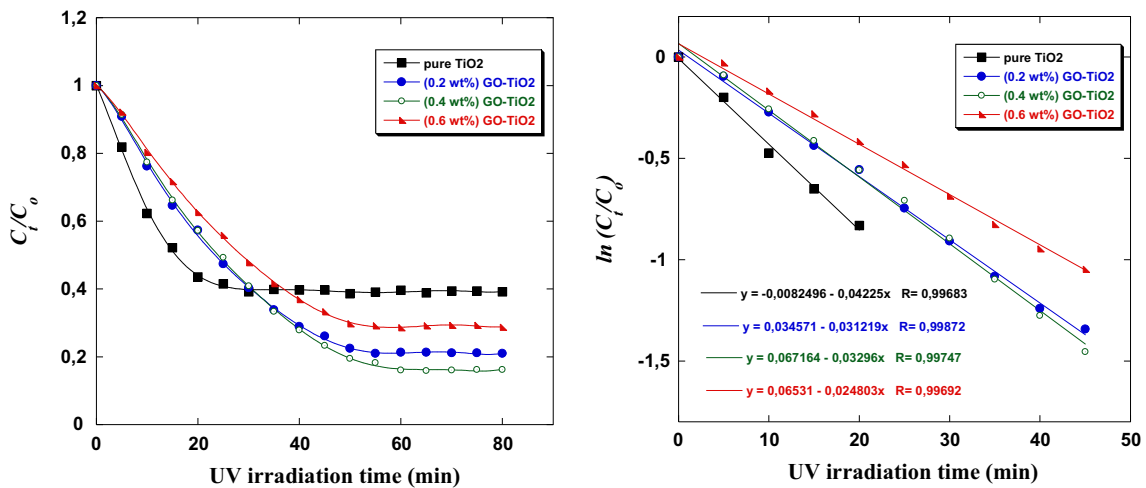 1,2
1
0,8
0,6
0,4
0,2
0
0 20 40 60 80
C_t/C_o
UV irradiation time (min)
pure TiO2
(0.2 wt%) GO-TiO2
(0.4 wt%) GO-TiO2
(0.6 wt%) GO-TiO2
0
-0,5
-1
-1,5
0 10 20 30 40 50
ln (C_t/C_o)
UV irradiation time (min)
pure TiO2
(0.2 wt%) GO-TiO2
(0.4 wt%) GO-TiO2
(0.6 wt%) GO-TiO2
y = -0,0082496 - 0,04225x R= 0,99683
y = 0,034571 - 0,031219x R= 0,99872
y = 0,067164 - 0,03296x R= 0,99747
y = 0,06531 - 0,024803x R= 0,99692